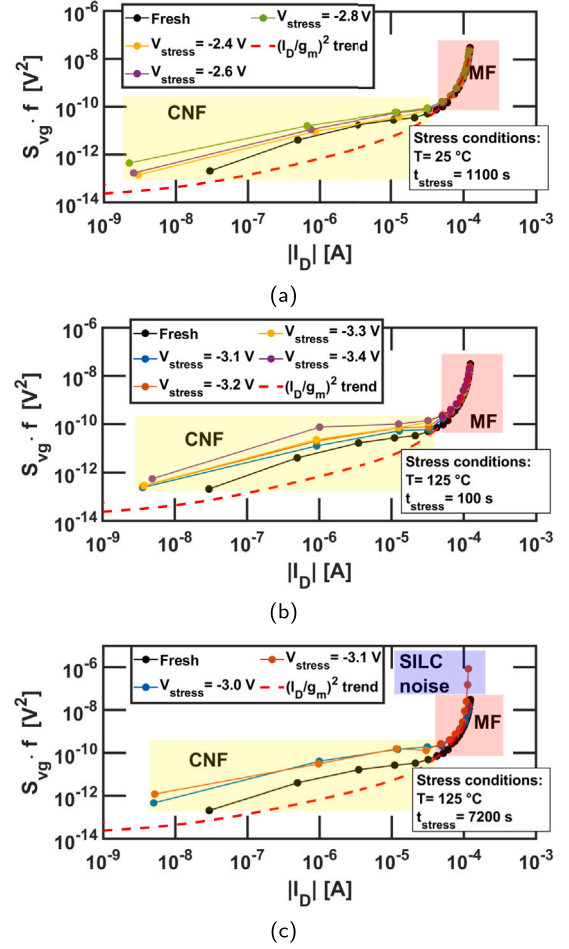 Fresh
V_stress = -2.8 V
V_stress = -2.4 V
(I_D/g_m)^2 trend
V_stress = -2.6 V
10^-6
10^-8
10^-10
10^-12
10^-14
S_vg · f [V^2]
CNF
MF
Stress conditions:
T= 25 °C
t_stress = 1100 s
10^-9 10^-8 10^-7 10^-6 10^-5 10^-4 10^-3
|I_D| [A]
(a)
Fresh
V_stress = -3.3 V
V_stress = -3.1 V
V_stress = -3.4 V
V_stress = -3.2 V
(I_D/g_m)^2 trend
10^-6
10^-8
10^-10
10^-12
10^-14
S_vg · f [V^2]
CNF
MF
Stress conditions:
T= 125 °C
t_stress = 100 s
10^-9 10^-8 10^-7 10^-6 10^-5 10^-4 10^-3
|I_D| [A]
(b)
Fresh
V_stress = -3.1 V
V_stress = -3.0 V
(I_D/g_m)^2 trend
SILC
noise
10^-6
10^-8
10^-10
10^-12
10^-14
S_vg · f [V^2]
CNF
MF
Stress conditions:
T= 125 °C
t_stress = 7200 s
10^-9 10^-8 10^-7 10^-6 10^-5 10^-4 10^-3
|I_D| [A]
(c)